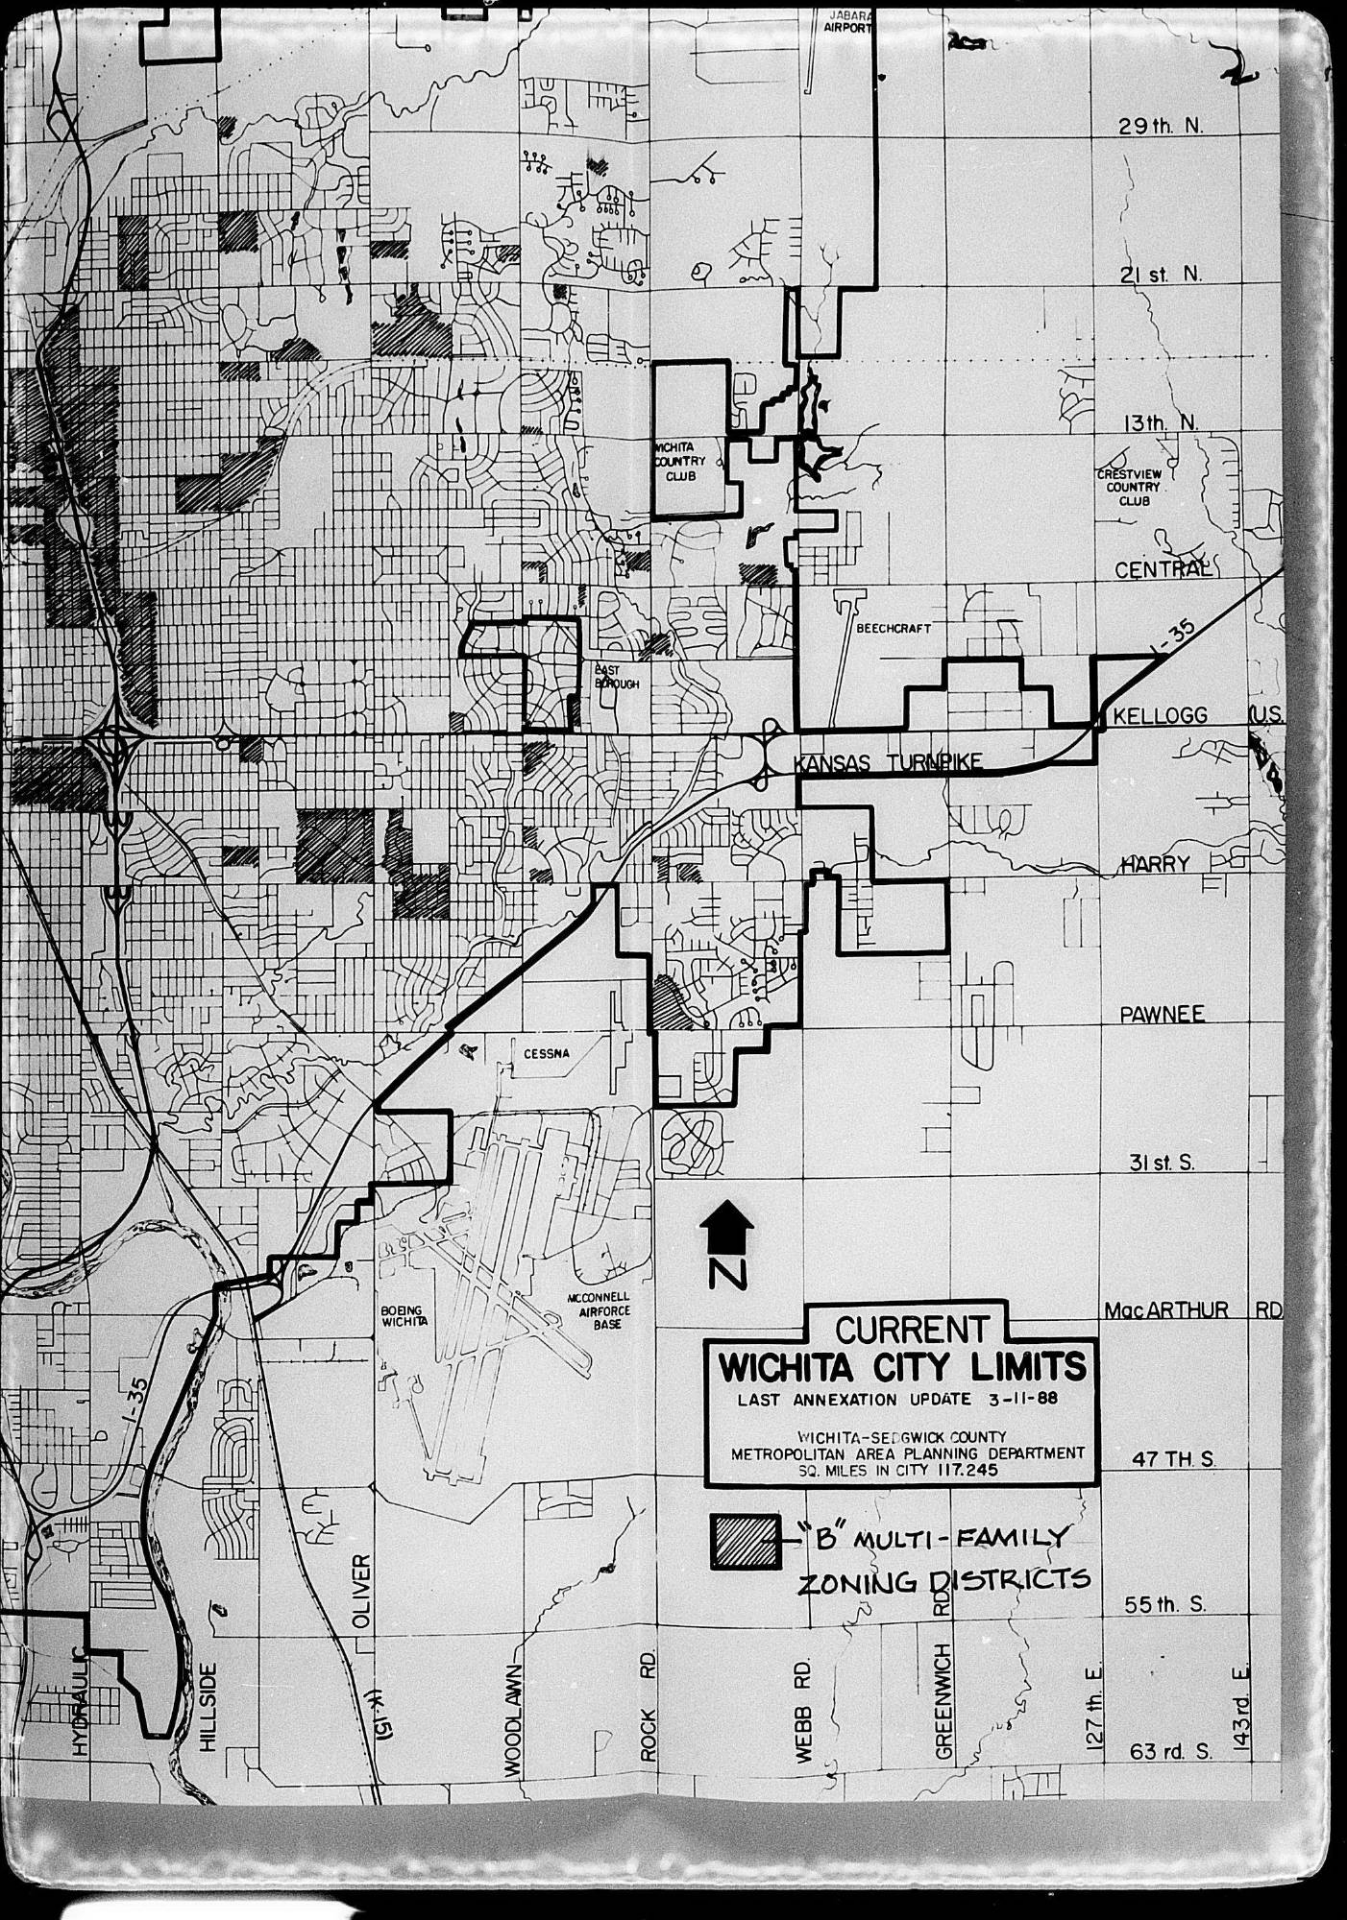 JABARA
AIRPORT
29th. N.
21 st. N.
13th. N.
WICHITA
COUNTRY
CLUB
CRESTVIEW
COUNTRY
CLUB
CENTRAL
BEECHCRAFT
I-35
EAST
BOROUGH
KELLOGG U.S.
KANSAS TURNPIKE
HARRY
PAWNEE
CESSNA
31 st. S.
N
BOEING
WICHITA
McCONNELL
AIRFORCE
BASE
MacARTHUR RD
CURRENT
WICHITA CITY LIMITS
LAST ANNEXATION UPDATE 3-11-88
WICHITA-SEDGWICK COUNTY
METROPOLITAN AREA PLANNING DEPARTMENT
SQ. MILES IN CITY 117.245
I-35
47 TH. S.
"B" MULTI-FAMILY
ZONING DISTRICTS
55 th. S.
HYDRAULIC
HILLSIDE
OLIVER
(K-15)
WOODLAWN
ROCK RD.
WEBB RD.
GREENWICH RD.
127 th. E.
63 rd. S.
143 rd. E.